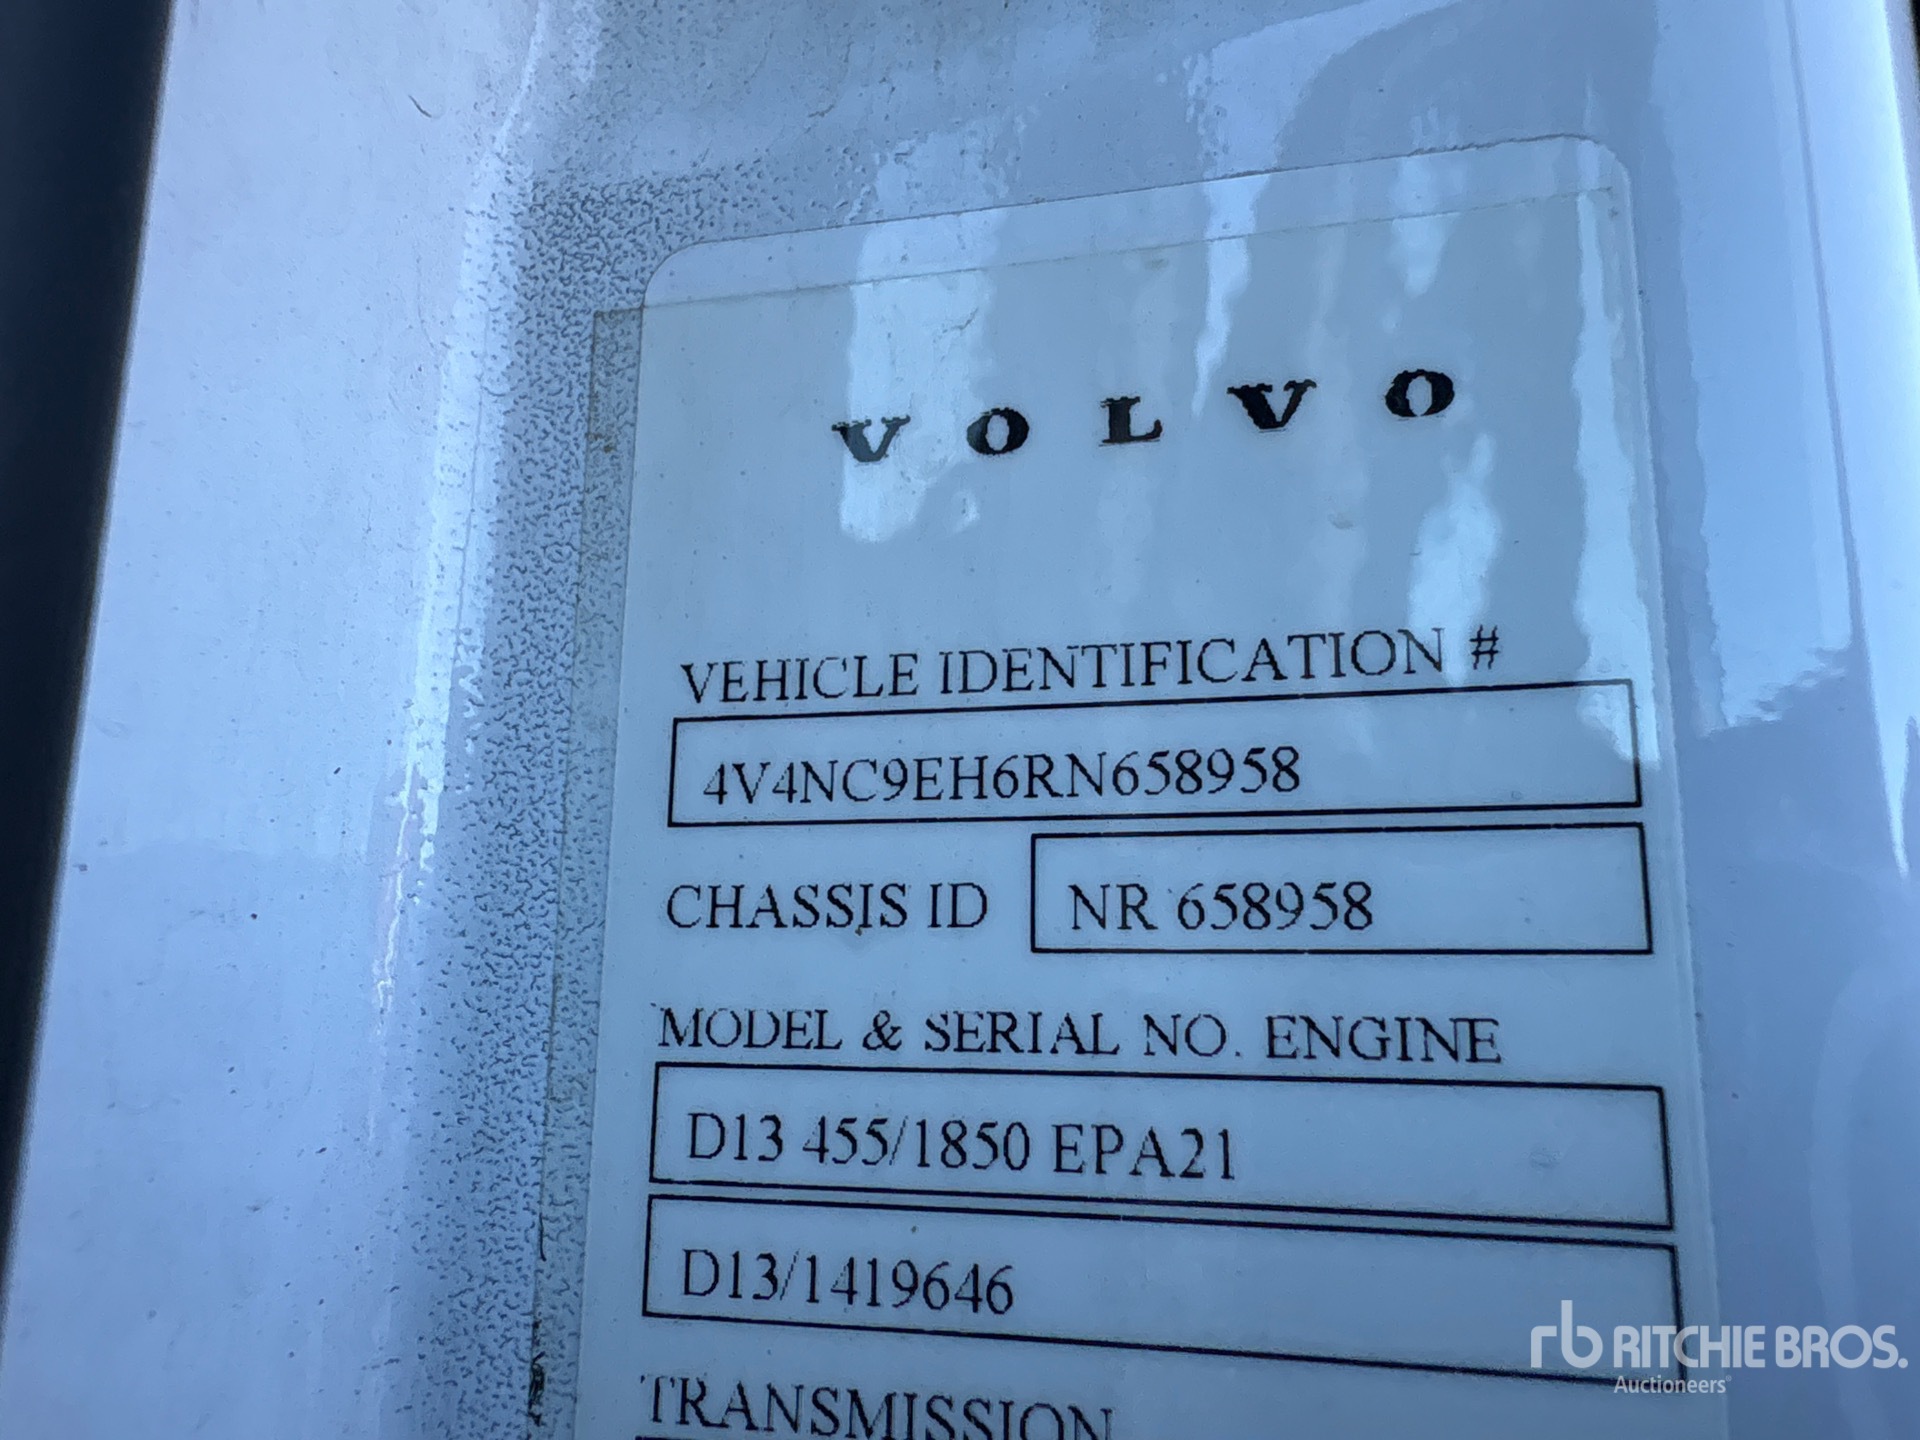 VOLVO
VEHICLE IDENTIFICATION #
4V4NC9EH6RN658958
CHASSIS ID NR 658958
MODEL & SERIAL NO. ENGINE
D13 455/1850 EPA21
D13/1419646
TRANSMISSION
rb RITCHIE BROS.
Auctioneers